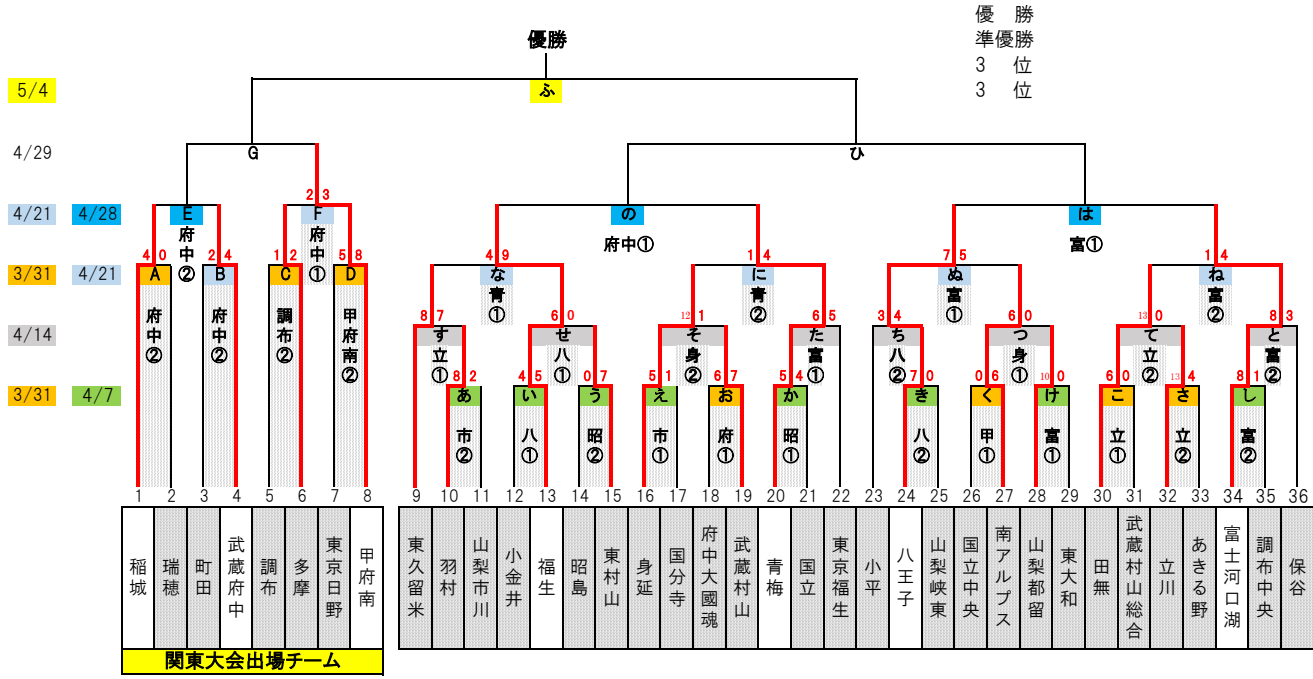 優 勝
準優勝
3 位
3 位
優勝
5/4
ふ
4/29
G
ひ
2 3
4/21 4/28
E
F
の
は
府中②
府中①
府中①
富①
4 0
2 4
1 2
5 8
4 9
1 4
7 5
1 4
3/31 4/21
A
B
C
D
な
に
ぬ
ね
青①
青②
富①
富②
府中②
府中②
調布②
甲府南②
8 7
6 0
12 1
6 5
3 4
6 0
13 0
8 3
4/14
す
せ
そ
た
ち
つ
て
と
立①
八①
身②
富①
八②
身①
立②
富②
8 2
4 5
0 7
5 1
6 7
5 4
7 0
0 6
10 0
6 0
13 4
8 1
3/31 4/7
あ
い
う
え
お
か
き
く
け
こ
さ
し
市②
八①
昭②
市①
府①
昭①
八②
甲①
富①
立①
立②
富②
1 2 3 4 5 6 7 8 9 10 11 12 13 14 15 16 17 18 19 20 21 22 23 24 25 26 27 28 29 30 31 32 33 34 35 36
稲城
瑞穂
町田
武蔵府中
調布
多摩
東京日野
甲府南
東久留米
羽村
山梨市川
小金井
福生
昭島
東村山
身延
国分寺
府中大國魂
武蔵村山
青梅
国立
東京福生
小平
八王子
山梨峡東
国立中央
南アルプス
山梨都留
東大和
田無
武蔵村山総合
立川
あきる野
富士河口湖
調布中央
保谷
関東大会出場チーム